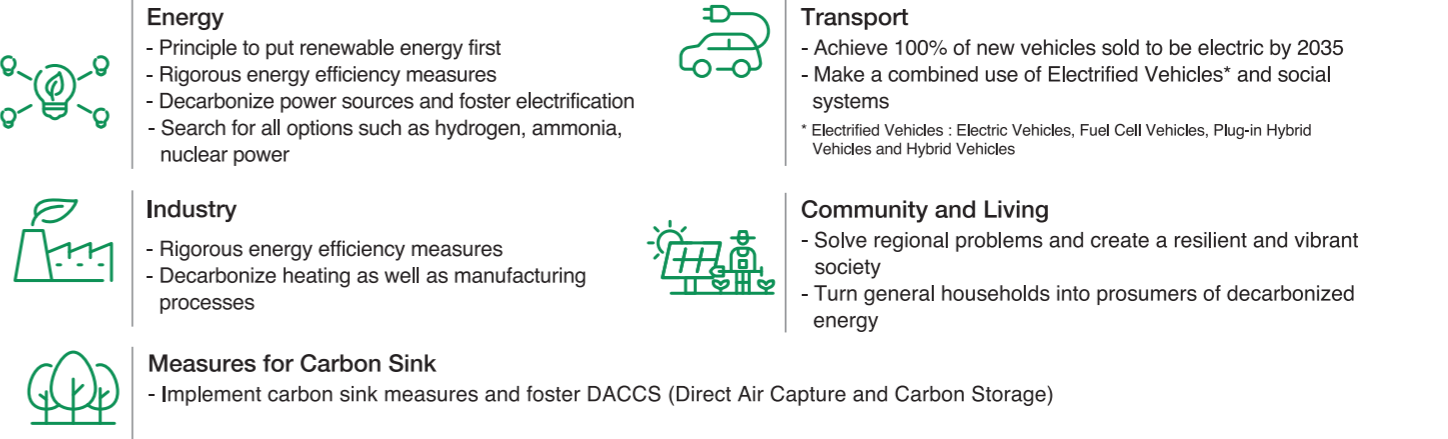 Energy
- Principle to put renewable energy first
- Rigorous energy efficiency measures
- Decarbonize power sources and foster electrification
- Search for all options such as hydrogen, ammonia,
nuclear power
Transport
- Achieve 100% of new vehicles sold to be electric by 2035
- Make a combined use of Electrified Vehicles* and social
systems
* Electrified Vehicles : Electric Vehicles, Fuel Cell Vehicles, Plug-in Hybrid
Vehicles and Hybrid Vehicles
Industry
- Rigorous energy efficiency measures
- Decarbonize heating as well as manufacturing
processes
Community and Living
- Solve regional problems and create a resilient and vibrant
society
- Turn general households into prosumers of decarbonized
energy
Measures for Carbon Sink
- Implement carbon sink measures and foster DACCS (Direct Air Capture and Carbon Storage)